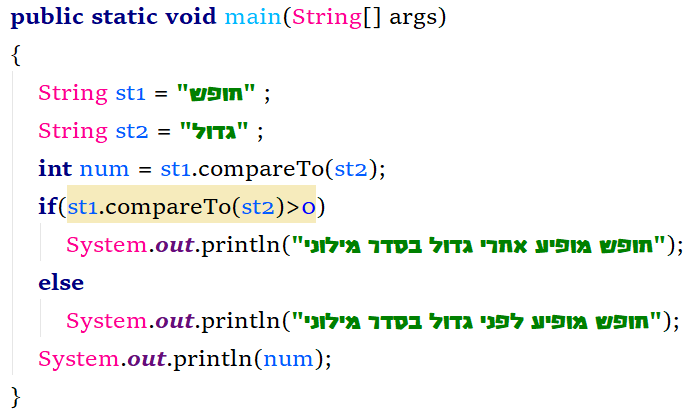 public static void main(String[] args)
{
String st1 = "חופש" ;
String st2 = "גדול" ;
int num = st1.compareTo(st2);
if(st1.compareTo(st2)>0)
System.out.println("חופש מופיע אחרי גדול בסדר מילוני");
else
System.out.println("חופש מופיע לפני גדול בסדר מילוני");
System.out.println(num);
}